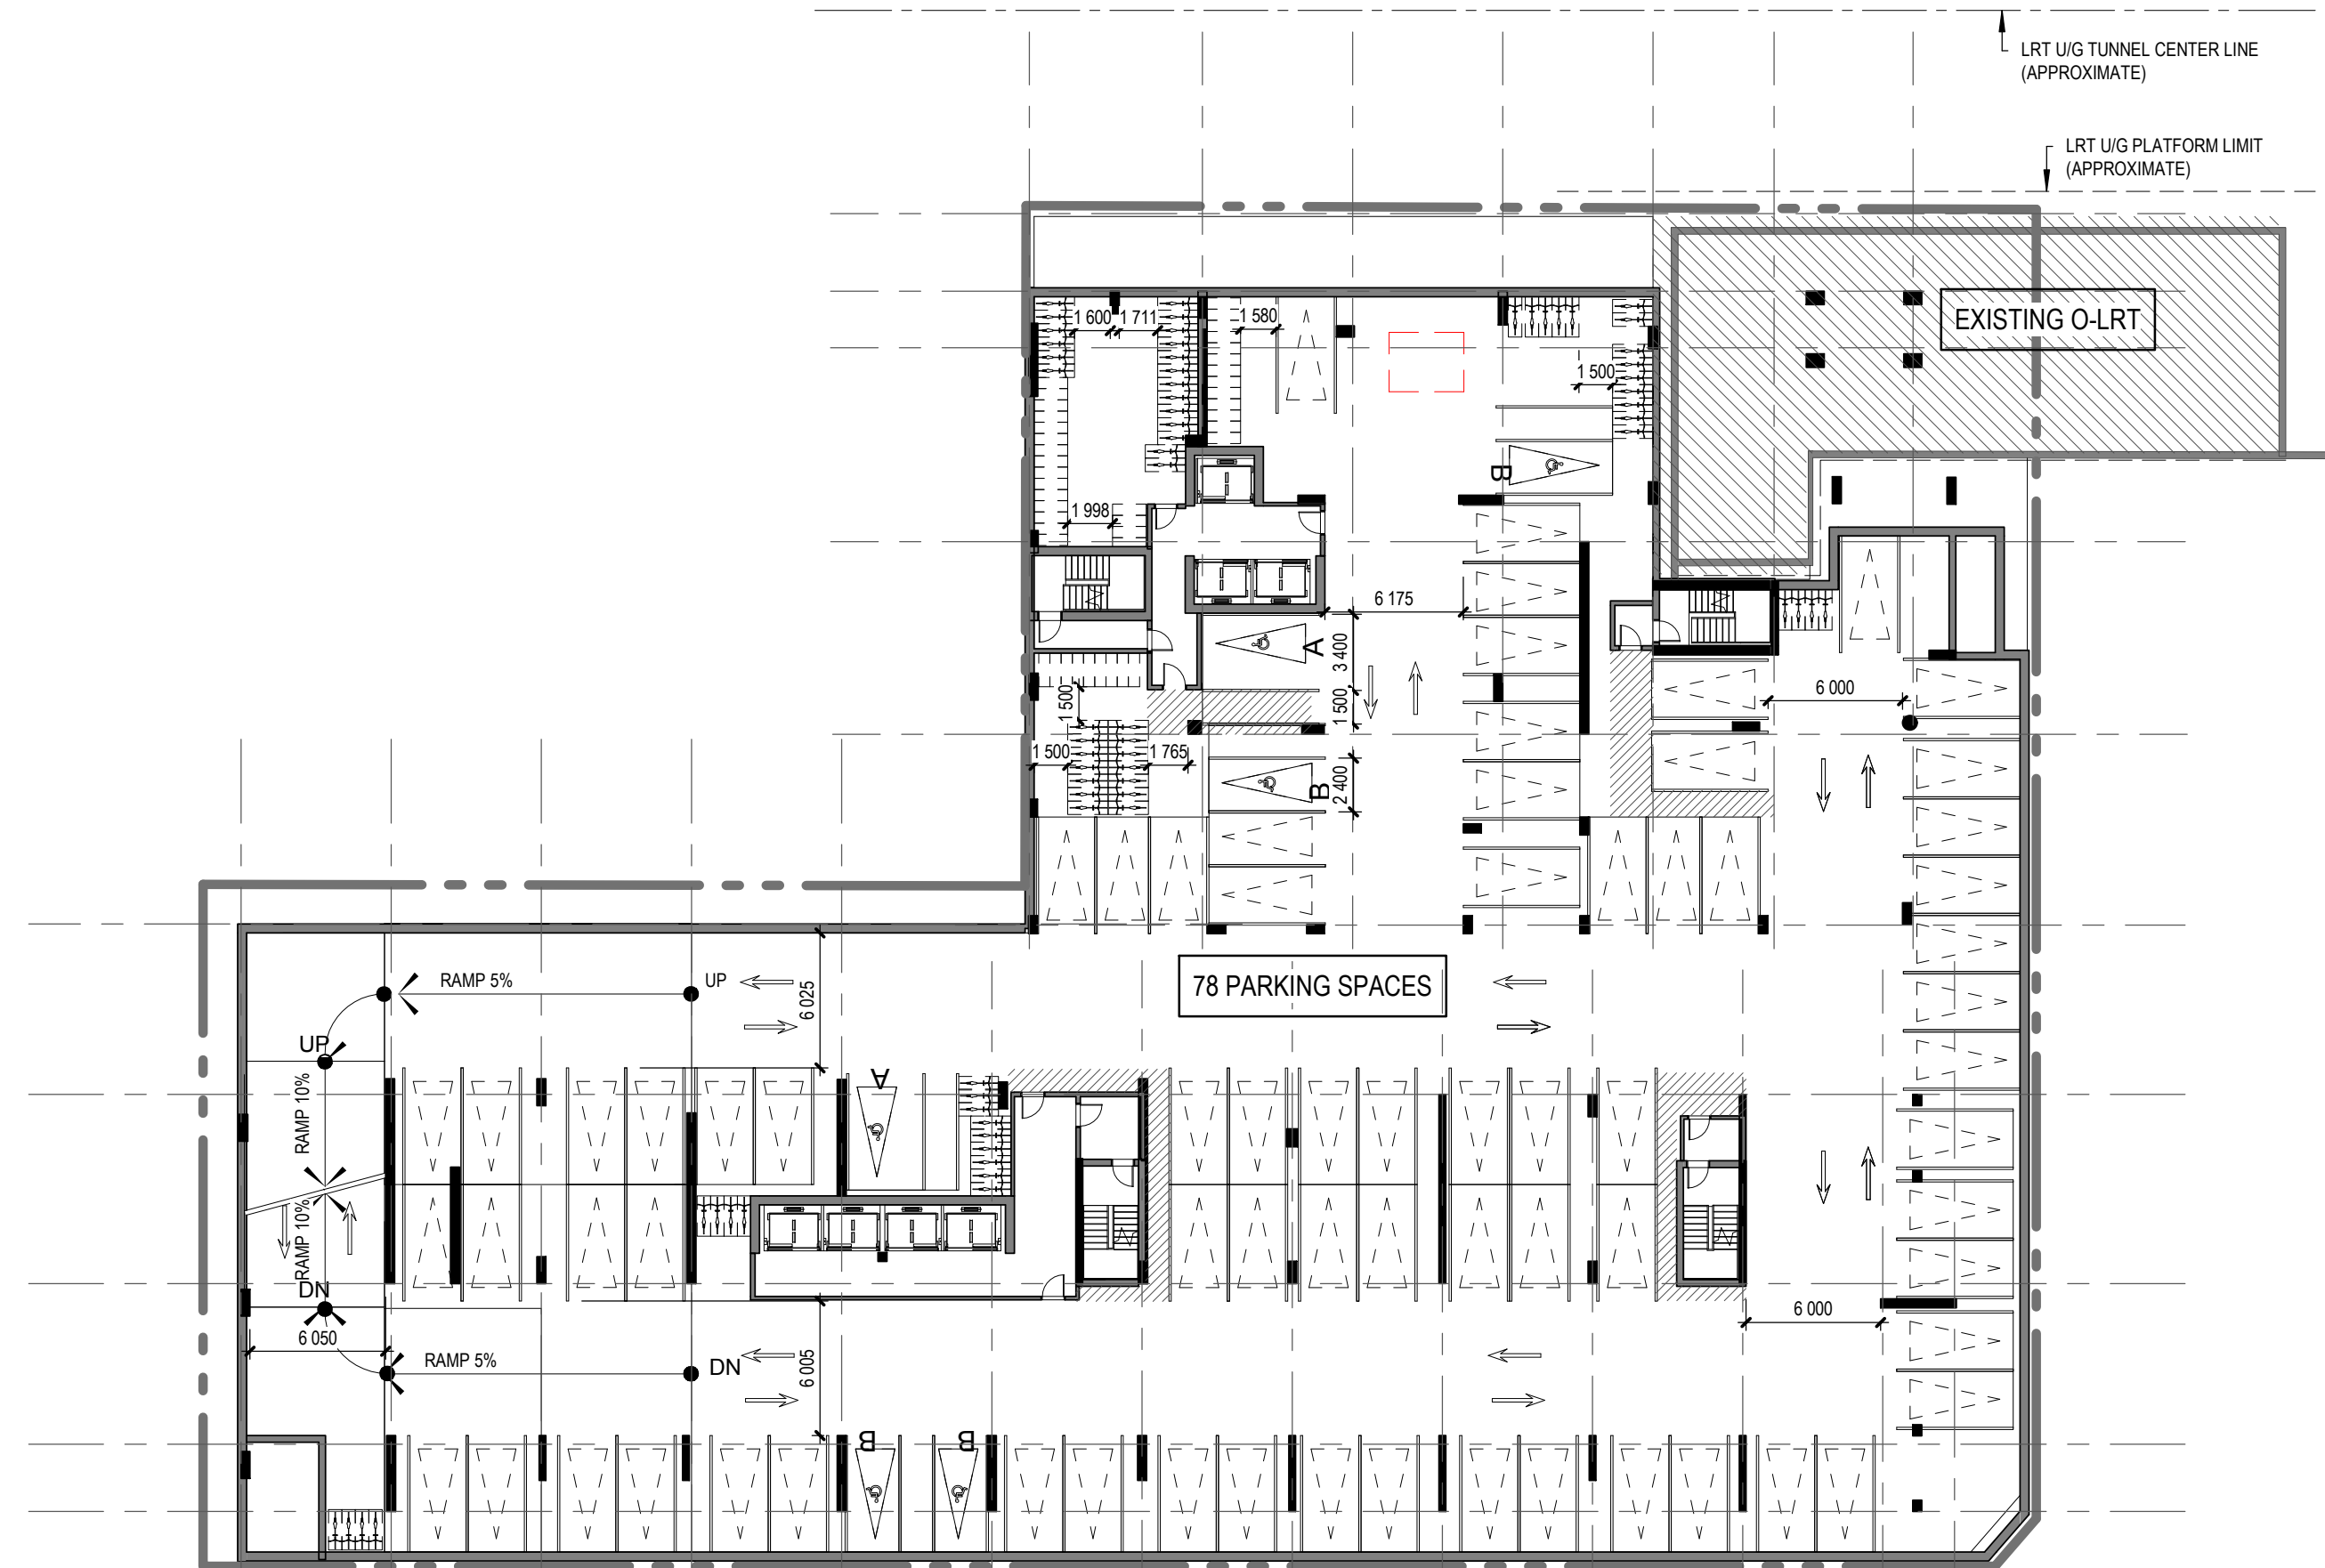 LRT U/G TUNNEL CENTER LINE
(APPROXIMATE)
LRT U/G PLATFORM LIMIT
(APPROXIMATE)
EXISTING O-LRT
1 600
1 711
1 580
1 500
B
1 998
6 175
A
3 400
1 500
1 500
1 500
1 765
B
2 400
6 000
78 PARKING SPACES
RAMP 5%
UP
6 025
UP
RAMP 10%
A
RAMP 10%
DN
6 050
RAMP 5%
DN
6 005
6 000
B
B